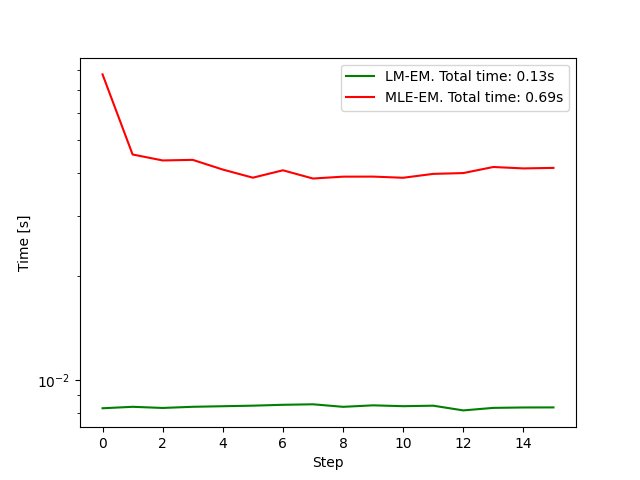 LM-EM. Total time: 0.13s
MLE-EM. Total time: 0.69s
Time [s]
10⁻²
0 2 4 6 8 10 12 14
Step